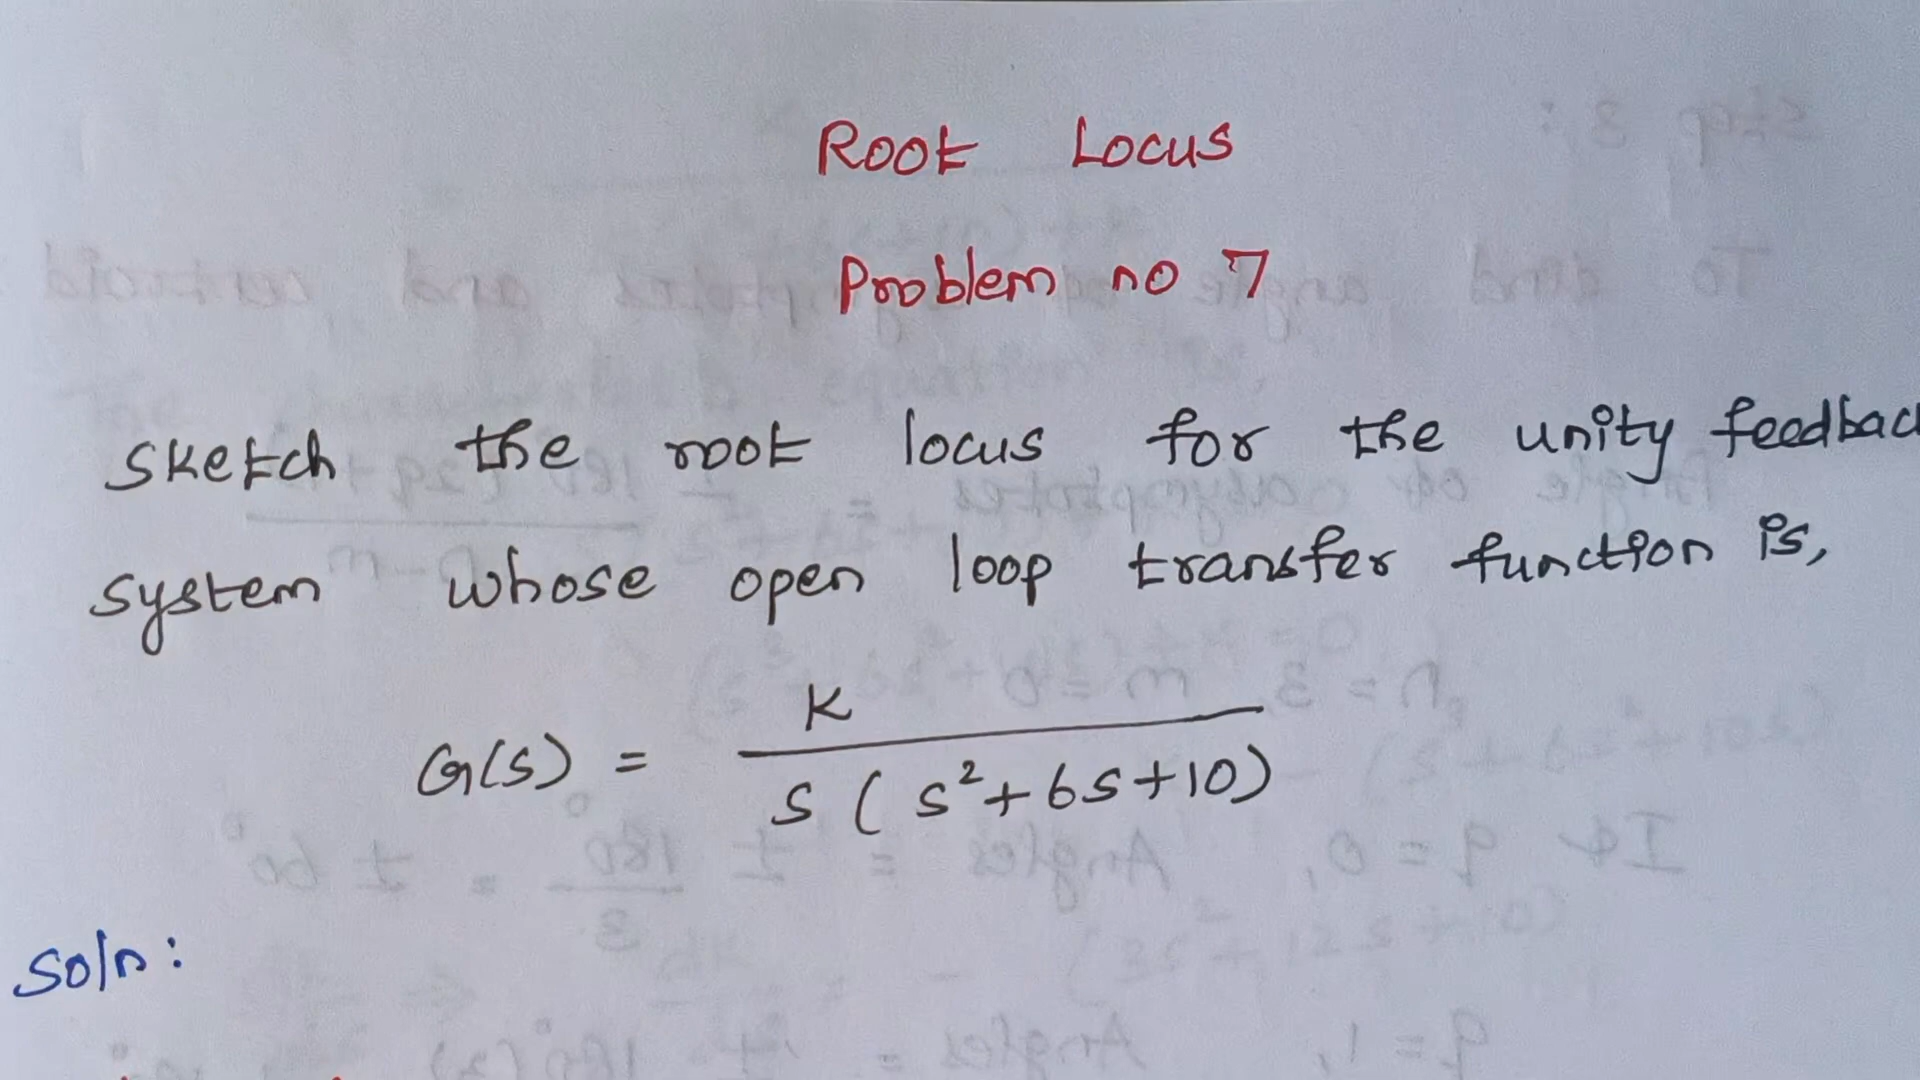 Root Locus
Problem no 7
Sketch the root locus for the unity feedbac
system whose open loop transfer function is,
K
G(s) = ———
s ( s²+6s+10)
Soln: